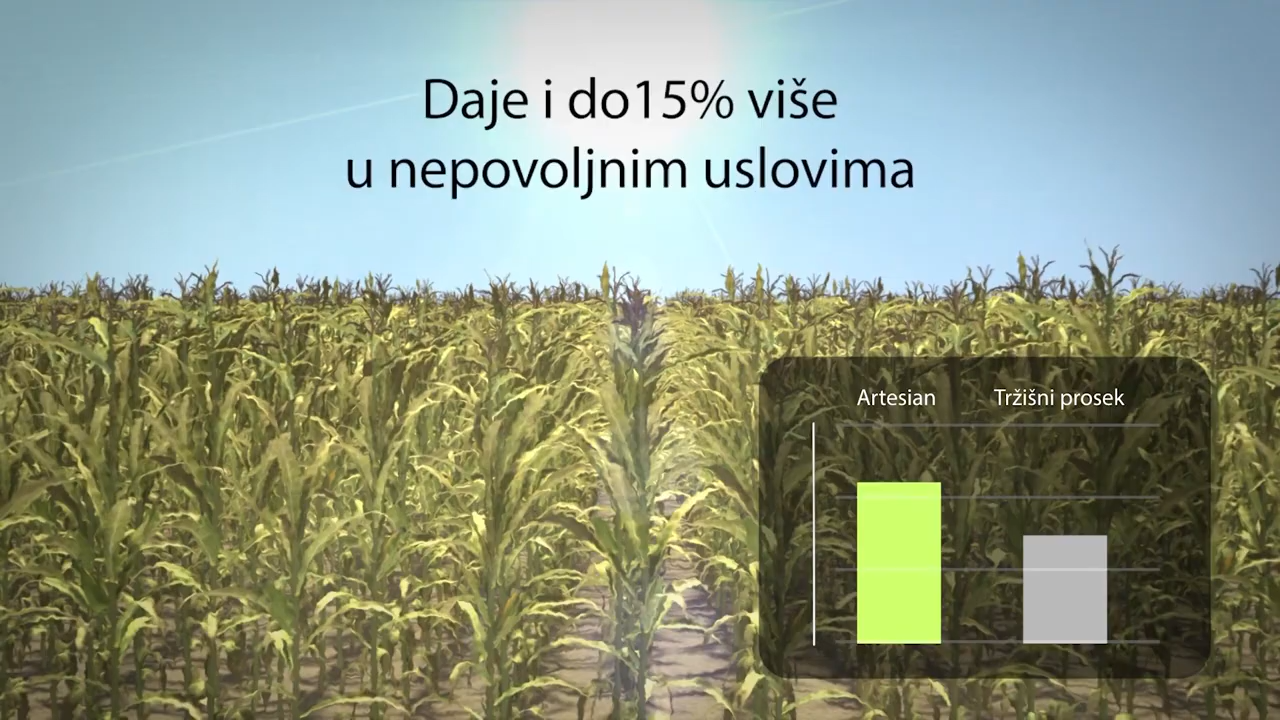 Daje i do15% više
u nepovoljnim uslovima
Artesian
Tržišni prosek